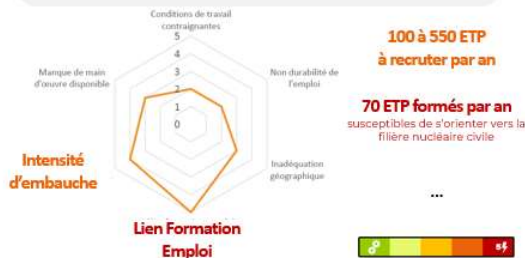 Conditions de travail
contraignantes
5
4
3
2
1
0
Manque de main
d'œuvre disponible
Non durabilité de
l'emploi
Intensité
d'embauche
Inadéquation
géographique
Lien Formation
Emploi
100 à 550 ETP
à recruter par an
70 ETP formés par an
susceptibles de s'orienter vers la
filière nucléaire civile
...